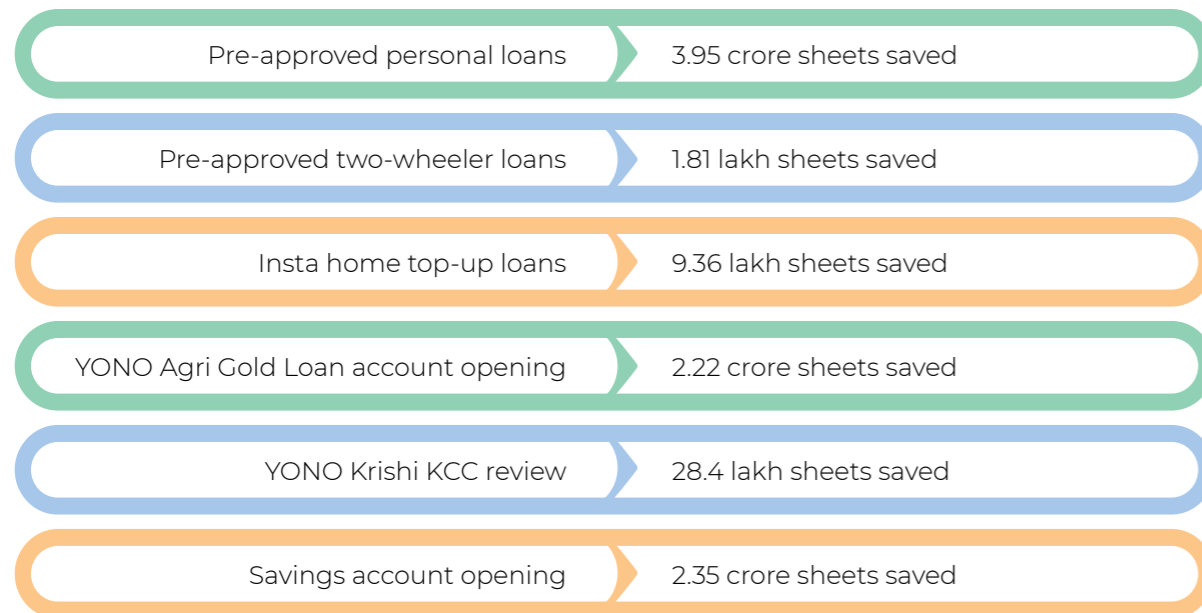 Pre-approved personal loans 3.95 crore sheets saved
Pre-approved two-wheeler loans 1.81 lakh sheets saved
Insta home top-up loans 9.36 lakh sheets saved
YONO Agri Gold Loan account opening 2.22 crore sheets saved
YONO Krishi KCC review 28.4 lakh sheets saved
Savings account opening 2.35 crore sheets saved